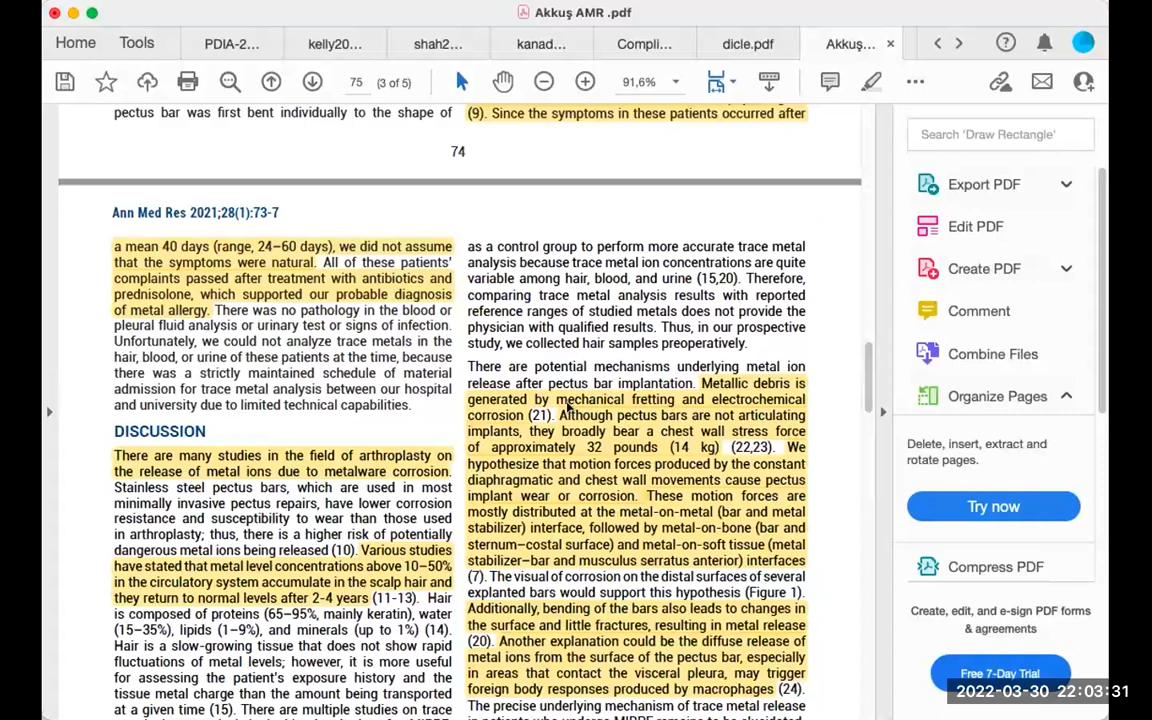 Akkuş AMR .pdf
Home
Tools
PDIA-2...
kelly20...
shah2...
kanad...
Compli...
dicle.pdf
Akkuş...
75
(3 of 5)
91,6%
pectus bar was first bent individually to the shape of
(9). Since the symptoms in these patients occurred after
74
Ann Med Res 2021;28(1):73-7
a mean 40 days (range, 24–60 days), we did not assume
that the symptoms were natural. All of these patients'
complaints passed after treatment with antibiotics and
prednisolone, which supported our probable diagnosis
of metal allergy. There was no pathology in the blood or
pleural fluid analysis or urinary test or signs of infection.
Unfortunately, we could not analyze trace metals in the
hair, blood, or urine of these patients at the time, because
there was a strictly maintained schedule of material
admission for trace metal analysis between our hospital
and university due to limited technical capabilities.
DISCUSSION
There are many studies in the field of arthroplasty on
the release of metal ions due to metalware corrosion.
Stainless steel pectus bars, which are used in most
minimally invasive pectus repairs, have lower corrosion
resistance and susceptibility to wear than those used
in arthroplasty; thus, there is a higher risk of potentially
dangerous metal ions being released (10). Various studies
have stated that metal level concentrations above 10–50%
in the circulatory system accumulate in the scalp hair and
they return to normal levels after 2-4 years (11-13). Hair
is composed of proteins (65–95%, mainly keratin), water
(15–35%), lipids (1–9%), and minerals (up to 1%) (14).
Hair is a slow-growing tissue that does not show rapid
fluctuations of metal levels; however, it is more useful
for assessing the patient's exposure history and the
tissue metal charge than the amount being transported
at a given time (15). There are multiple studies on trace
as a control group to perform more accurate trace metal
analysis because trace metal ion concentrations are quite
variable among hair, blood, and urine (15,20). Therefore,
comparing trace metal analysis results with reported
reference ranges of studied metals does not provide the
physician with qualified results. Thus, in our prospective
study, we collected hair samples preoperatively.
There are potential mechanisms underlying metal ion
release after pectus bar implantation. Metallic debris is
generated by mechanical fretting and electrochemical
corrosion (21). Although pectus bars are not articulating
implants, they broadly bear a chest wall stress force
of approximately 32 pounds (14 kg) (22,23). We
hypothesize that motion forces produced by the constant
diaphragmatic and chest wall movements cause pectus
implant wear or corrosion. These motion forces are
mostly distributed at the metal-on-metal (bar and metal
stabilizer) interface, followed by metal-on-bone (bar and
sternum–costal surface) and metal-on-soft tissue (metal
stabilizer–bar and musculus serratus anterior) interfaces
(7). The visual of corrosion on the distal surfaces of several
explanted bars would support this hypothesis (Figure 1).
Additionally, bending of the bars also leads to changes in
the surface and little fractures, resulting in metal release
(20). Another explanation could be the diffuse release of
metal ions from the surface of the pectus bar, especially
in areas that contact the visceral pleura, may trigger
foreign body responses produced by macrophages (24).
The precise underlying mechanism of trace metal release
Search 'Draw Rectangle'
Export PDF
Edit PDF
Create PDF
Comment
Combine Files
Organize Pages
Delete, insert, extract and
reorder pages.
Try now
Compress PDF
Create, edit, and e-sign PDF forms
& agreements
Free 7-Day Trial
2022-03-30 22:03:31